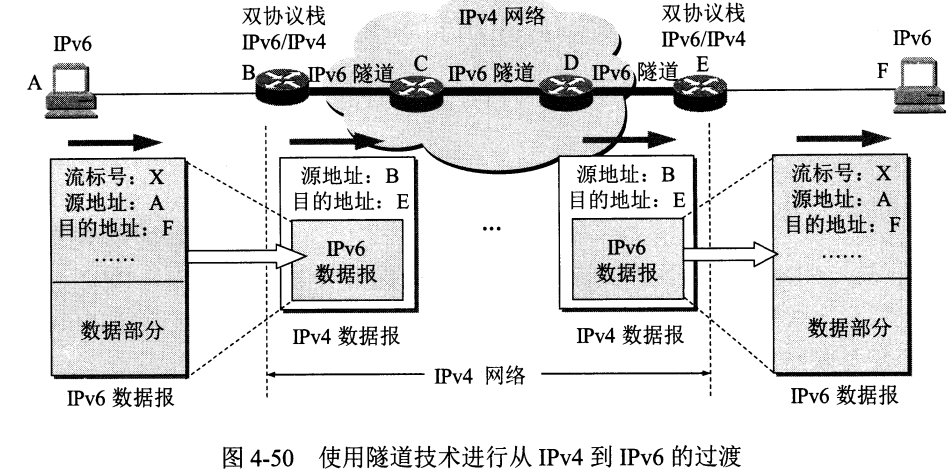 IPv4 网络
双协议栈
IPv6/IPv4
双协议栈
IPv6/IPv4
IPv6
IPv6
A
B
IPv6 隧道
C
IPv6 隧道
D
IPv6 隧道
E
F
流标号：X
源地址：A
目的地址：F
……
数据部分
IPv6 数据报
源地址：B
目的地址：E
IPv6
数据报
IPv4 数据报
...
源地址：B
目的地址：E
IPv6
数据报
IPv4 数据报
流标号：X
源地址：A
目的地址：F
……
数据部分
IPv6 数据报
IPv4 网络
图 4-50 使用隧道技术进行从 IPv4 到 IPv6 的过渡